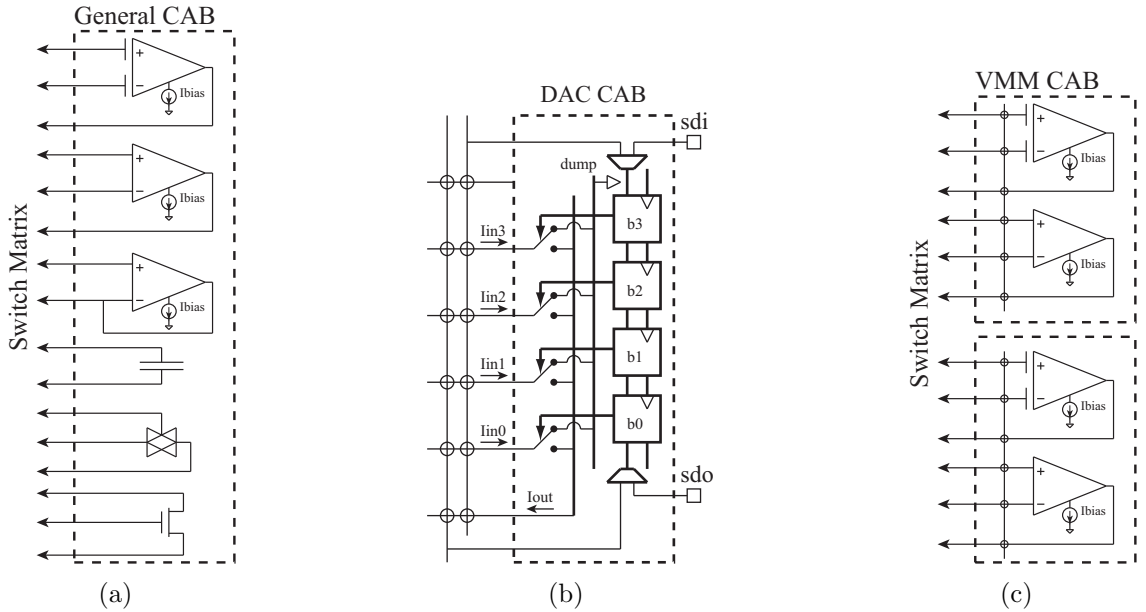 General CAB
Switch Matrix
+
−
Ibias
+
−
Ibias
+
−
Ibias
(a)
DAC CAB
sdi
dump
b3
Iin3
b2
Iin2
b1
Iin1
b0
Iin0
sdo
Iout
(b)
VMM CAB
Switch Matrix
+
−
Ibias
+
−
Ibias
+
−
Ibias
+
−
Ibias
(c)